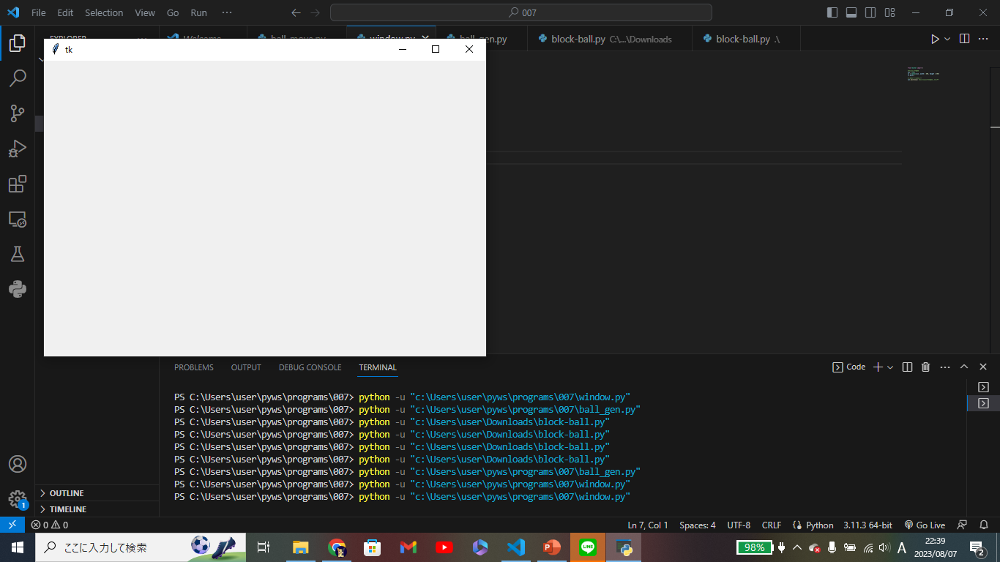 File Edit Selection View Go Run ···
007
tk
ball_gen.py
block-ball.py C:\...\Downloads
block-ball.py .\
PROBLEMS OUTPUT DEBUG CONSOLE TERMINAL
Code
PS C:\Users\user\pyws\programs\007> python -u "c:\Users\user\pyws\programs\007\window.py"
PS C:\Users\user\pyws\programs\007> python -u "c:\Users\user\pyws\programs\007\ball_gen.py"
PS C:\Users\user\pyws\programs\007> python -u "c:\Users\user\Downloads\block-ball.py"
PS C:\Users\user\pyws\programs\007> python -u "c:\Users\user\Downloads\block-ball.py"
PS C:\Users\user\pyws\programs\007> python -u "c:\Users\user\Downloads\block-ball.py"
PS C:\Users\user\pyws\programs\007> python -u "c:\Users\user\Downloads\block-ball.py"
PS C:\Users\user\pyws\programs\007> python -u "c:\Users\user\pyws\programs\007\ball_gen.py"
PS C:\Users\user\pyws\programs\007> python -u "c:\Users\user\pyws\programs\007\window.py"
PS C:\Users\user\pyws\programs\007> python -u "c:\Users\user\pyws\programs\007\window.py"
OUTLINE
TIMELINE
1
0 0 Ln 7, Col 1 Spaces: 4 UTF-8 CRLF Python 3.11.3 64-bit Go Live
ここに入力して検索
98%
A
22:39
2023/08/07
2